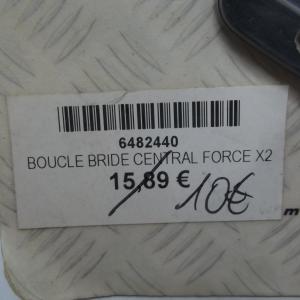 6482440
BOUCLE BRIDE CENTRAL FORCE X2
15,89 €
10€
m